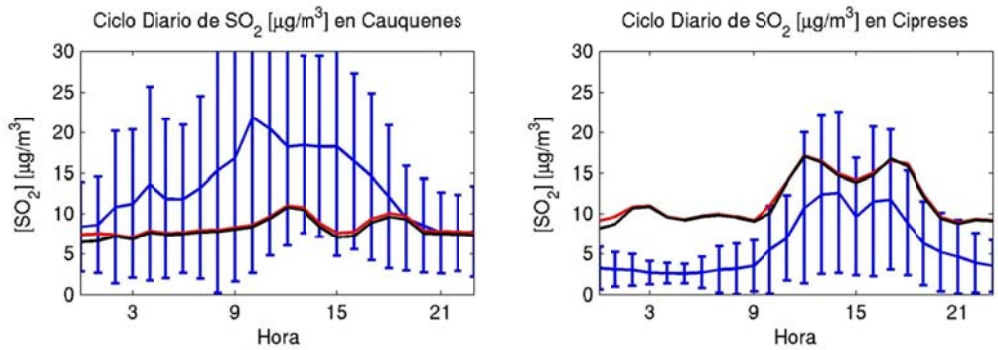 Ciclo Diario de SO2 [μg/m3] en Cauquenes
30
25
20
15
10
5
0
[SO2] [μg/m3]
3 9 15 21
Hora
Ciclo Diario de SO2 [μg/m3] en Cipreses
30
25
20
15
10
5
0
[SO2] [μg/m3]
3 9 15 21
Hora